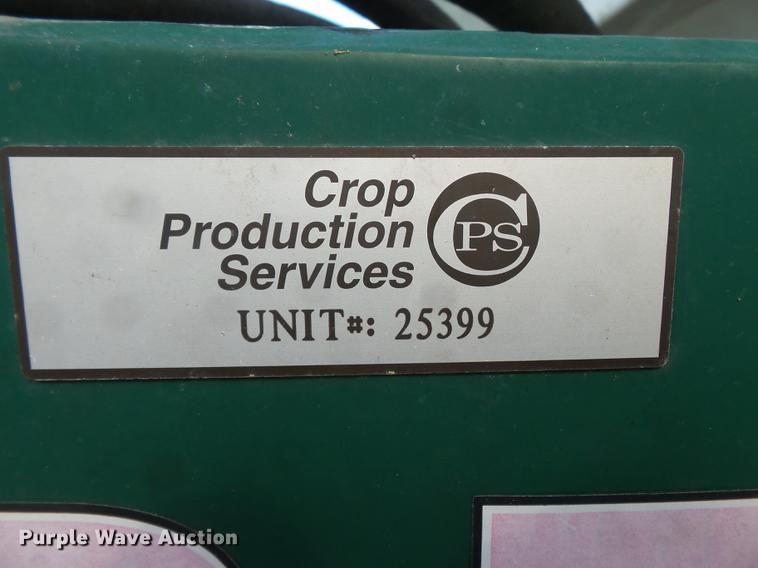 Crop
Production
Services
CPS
UNIT#: 25399
Purple Wave Auction